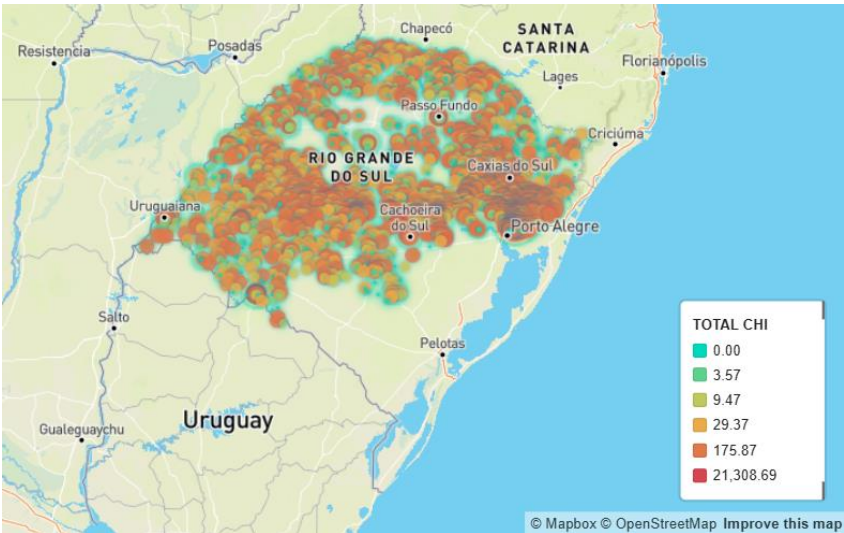 Chapecó
SANTA
CATARINA
Resistencia
Posadas
Florianópolis
Lages
Passo Fundo
Criciúma
RIO GRANDE
DO SUL
Caxias do Sul
Uruguaiana
Cachoeira
do Sul
Porto Alegre
Salto
Pelotas
Uruguay
Gualeguaychu
TOTAL CHI
0.00
3.57
9.47
29.37
175.87
21,308.69
© Mapbox © OpenStreetMap Improve this map